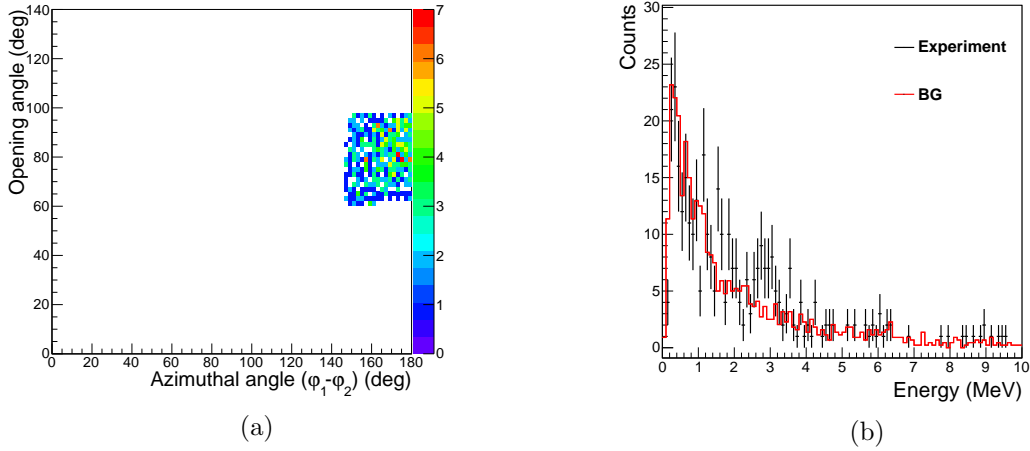 140
120
100
80
60
40
20
0
Opening angle (deg)
0 20 40 60 80 100 120 140 160 180
Azimuthal angle (φ1-φ2) (deg)
7
6
5
4
3
2
1
0
(a)
30
25
20
15
10
5
0
Counts
Experiment
BG
0 1 2 3 4 5 6 7 8 9 10
Energy (MeV)
(b)